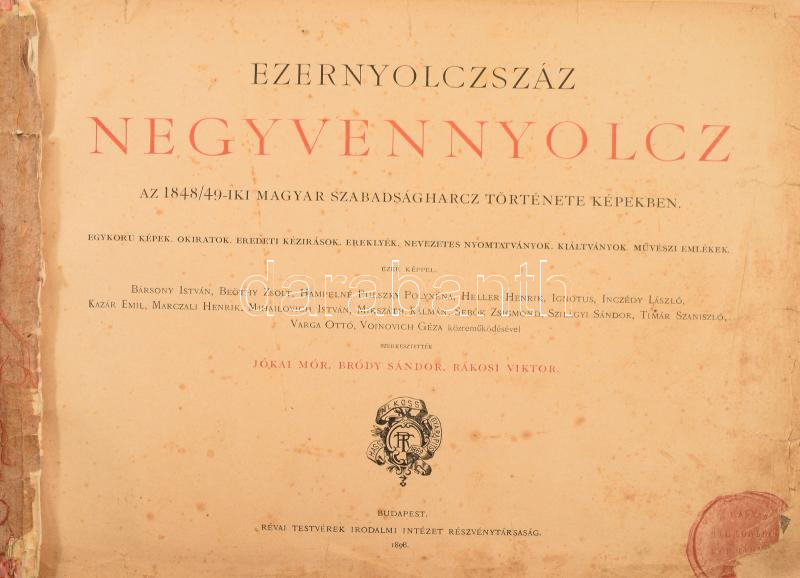 EZERNYOLCZSZÁZ
NEGYVENNYOLCZ
AZ 1848/49-IKI MAGYAR SZABADSÁGHARCZ TÖRTÉNETE KÉPEKBEN.
EGYKORU KÉPEK. OKIRATOK. EREDETI KÉZIRÁSOK. EREKLYÉK. NEVEZETES NYOMTATVÁNYOK. KIÁLTVÁNYOK. MŰVÉSZI EMLÉKEK.
EZER KÉPPEL.
darabanth
BÁRSONY ISTVÁN, BEÖTHY ZSOLT, HAMPELNÉ PULSZKY POLYXÉNA, HELLER HENRIK, IGNOTUS, INCZÉDY LÁSZLÓ,
KAZÁR EMIL, MARCZALI HENRIK, MIHAILOVICH ISTVÁN, MIKSZÁTH KÁLMÁN, SEBŐK ZSIGMOND, SZILÁGYI SÁNDOR, TIMÁR SZANISZLÓ,
VARGA OTTÓ, VOINOVICH GÉZA közreműködésével
SZERKESZTETTÉK
JÓKAI MÓR, BRÓDY SÁNDOR, RÁKOSI VIKTOR.
BUDAPEST.
RÉVAI TESTVÉREK IRODALMI INTÉZET RÉSZVÉNYTÁRSASÁG.
1898.